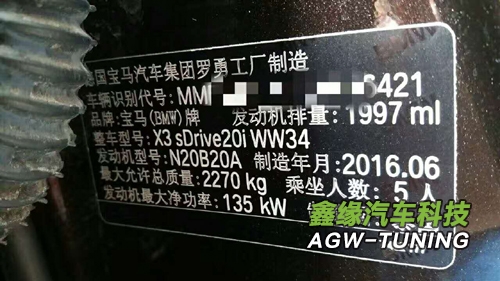 泰国宝马汽车集团罗勇工厂制造
车辆识别代号: MM 6421
品牌: 宝马(BMW)牌 发动机排量: 1997 ml
整车型号: X3 sDrive20i WW34
发动机型号: N20B20A 制造年月: 2016.06
最大允许总质量: 2270 kg 乘坐人数: 5 人
发动机最大净功率: 135 kW
鑫缘汽车科技
AGW-TUNING